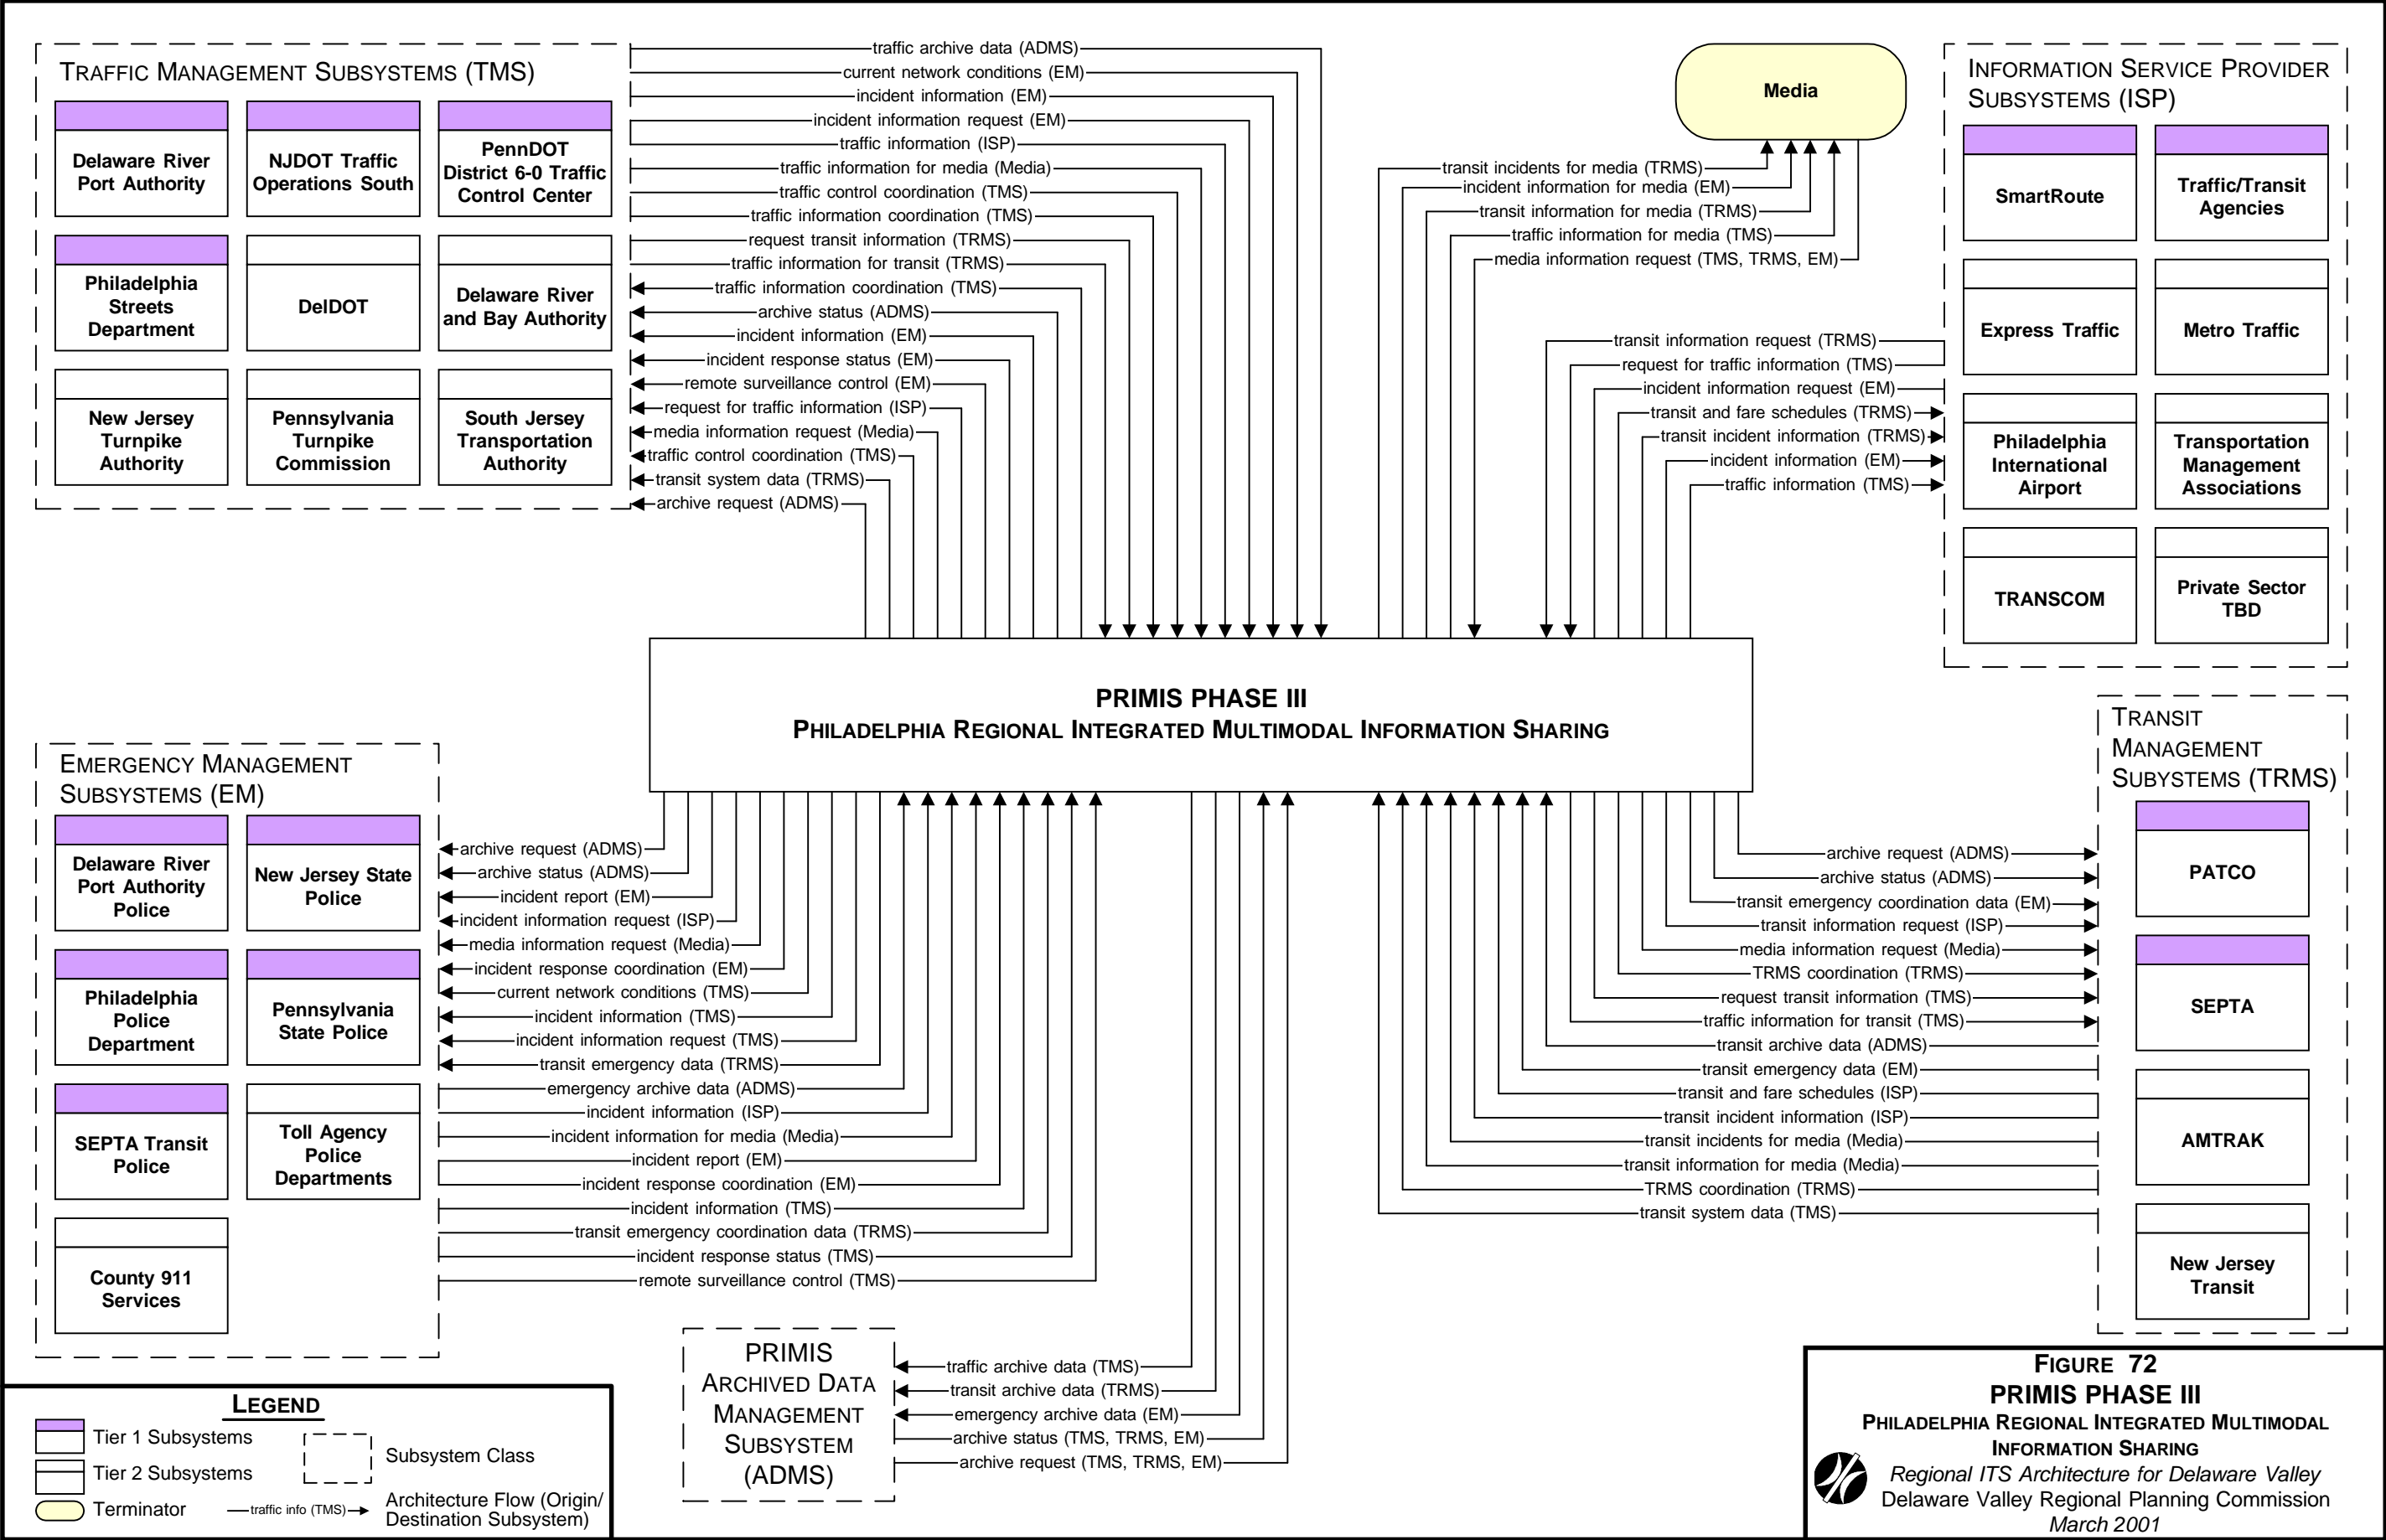 TRAFFIC MANAGEMENT SUBSYSTEMS (TMS)
Delaware River
Port Authority
NJDOT Traffic
Operations South
PennDOT
District 6-0 Traffic
Control Center
Philadelphia
Streets
Department
DelDOT
Delaware River
and Bay Authority
New Jersey
Turnpike
Authority
Pennsylvania
Turnpike
Commission
South Jersey
Transportation
Authority
traffic archive data (ADMS)
current network conditions (EM)
incident information (EM)
incident information request (EM)
traffic information (ISP)
traffic information for media (Media)
traffic control coordination (TMS)
traffic information coordination (TMS)
request transit information (TRMS)
traffic information for transit (TRMS)
traffic information coordination (TMS)
archive status (ADMS)
incident information (EM)
incident response status (EM)
remote surveillance control (EM)
request for traffic information (ISP)
media information request (Media)
traffic control coordination (TMS)
transit system data (TRMS)
archive request (ADMS)
Media
transit incidents for media (TRMS)
incident information for media (EM)
transit information for media (TRMS)
traffic information for media (TMS)
media information request (TMS, TRMS, EM)
INFORMATION SERVICE PROVIDER
SUBSYSTEMS (ISP)
SmartRoute
Traffic/Transit
Agencies
Express Traffic
Metro Traffic
Philadelphia
International
Airport
Transportation
Management
Associations
TRANSCOM
Private Sector
TBD
transit information request (TRMS)
request for traffic information (TMS)
incident information request (EM)
transit and fare schedules (TRMS)
transit incident information (TRMS)
incident information (EM)
traffic information (TMS)
PRIMIS PHASE III
PHILADELPHIA REGIONAL INTEGRATED MULTIMODAL INFORMATION SHARING
EMERGENCY MANAGEMENT
SUBSYSTEMS (EM)
Delaware River
Port Authority
Police
New Jersey State
Police
Philadelphia
Police
Department
Pennsylvania
State Police
SEPTA Transit
Police
Toll Agency
Police
Departments
County 911
Services
archive request (ADMS)
archive status (ADMS)
incident report (EM)
incident information request (ISP)
media information request (Media)
incident response coordination (EM)
current network conditions (TMS)
incident information (TMS)
incident information request (TMS)
transit emergency data (TRMS)
emergency archive data (ADMS)
incident information (ISP)
incident information for media (Media)
incident report (EM)
incident response coordination (EM)
incident information (TMS)
transit emergency coordination data (TRMS)
incident response status (TMS)
remote surveillance control (TMS)
TRANSIT
MANAGEMENT
SUBYSTEMS (TRMS)
PATCO
SEPTA
AMTRAK
New Jersey
Transit
archive request (ADMS)
archive status (ADMS)
transit emergency coordination data (EM)
transit information request (ISP)
media information request (Media)
TRMS coordination (TRMS)
request transit information (TMS)
traffic information for transit (TMS)
transit archive data (ADMS)
transit emergency data (EM)
transit and fare schedules (ISP)
transit incident information (ISP)
transit incidents for media (Media)
transit information for media (Media)
TRMS coordination (TRMS)
transit system data (TMS)
PRIMIS
ARCHIVED DATA
MANAGEMENT
SUBSYSTEM
(ADMS)
traffic archive data (TMS)
transit archive data (TRMS)
emergency archive data (EM)
archive status (TMS, TRMS, EM)
archive request (TMS, TRMS, EM)
LEGEND
Tier 1 Subsystems
Tier 2 Subsystems
Terminator
Subsystem Class
traffic info (TMS)
Architecture Flow (Origin/
Destination Subsystem)
FIGURE 72
PRIMIS PHASE III
PHILADELPHIA REGIONAL INTEGRATED MULTIMODAL
INFORMATION SHARING
Regional ITS Architecture for Delaware Valley
Delaware Valley Regional Planning Commission
March 2001